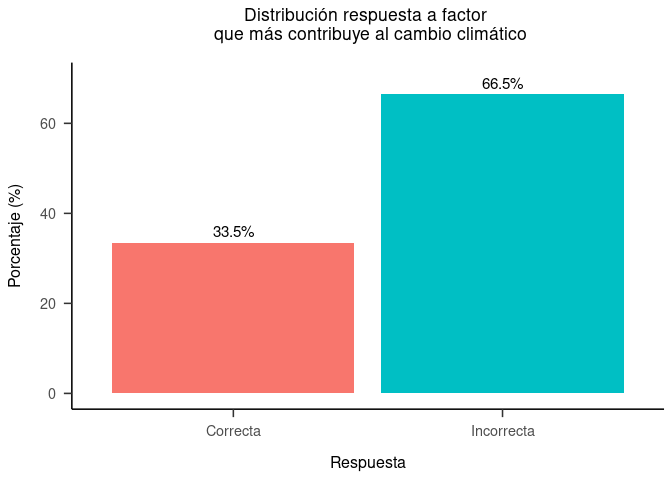 Distribución respuesta a factor
que más contribuye al cambio climático
66.5%
33.5%
60
40
20
0
Porcentaje (%)
Correcta
Incorrecta
Respuesta